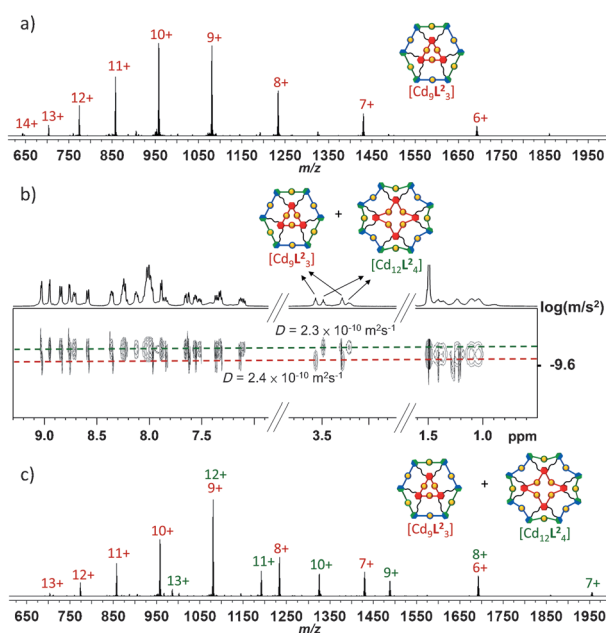 a)
14+ 13+ 12+ 11+ 10+ 9+ 8+ 7+ 6+
[Cd9L²3]
650 750 850 950 1050 1150 1250 1350 1450 1550 1650 1750 1850 1950
m/z
b)
+
[Cd9L²3]
[Cd12L²4]
log(m/s²)
D = 2.3 × 10-10 m²s-1
-9.6
D = 2.4 × 10-10 m²s-1
9.0 8.5 8.0 7.5 3.5 1.5 1.0 ppm
c)
12+
9+
+
[Cd9L²3]
[Cd12L²4]
13+ 12+ 11+ 10+ 13+ 11+ 8+ 10+ 7+ 9+ 8+ 6+ 7+
650 750 850 950 1050 1150 1250 1350 1450 1550 1650 1750 1850 1950
m/z